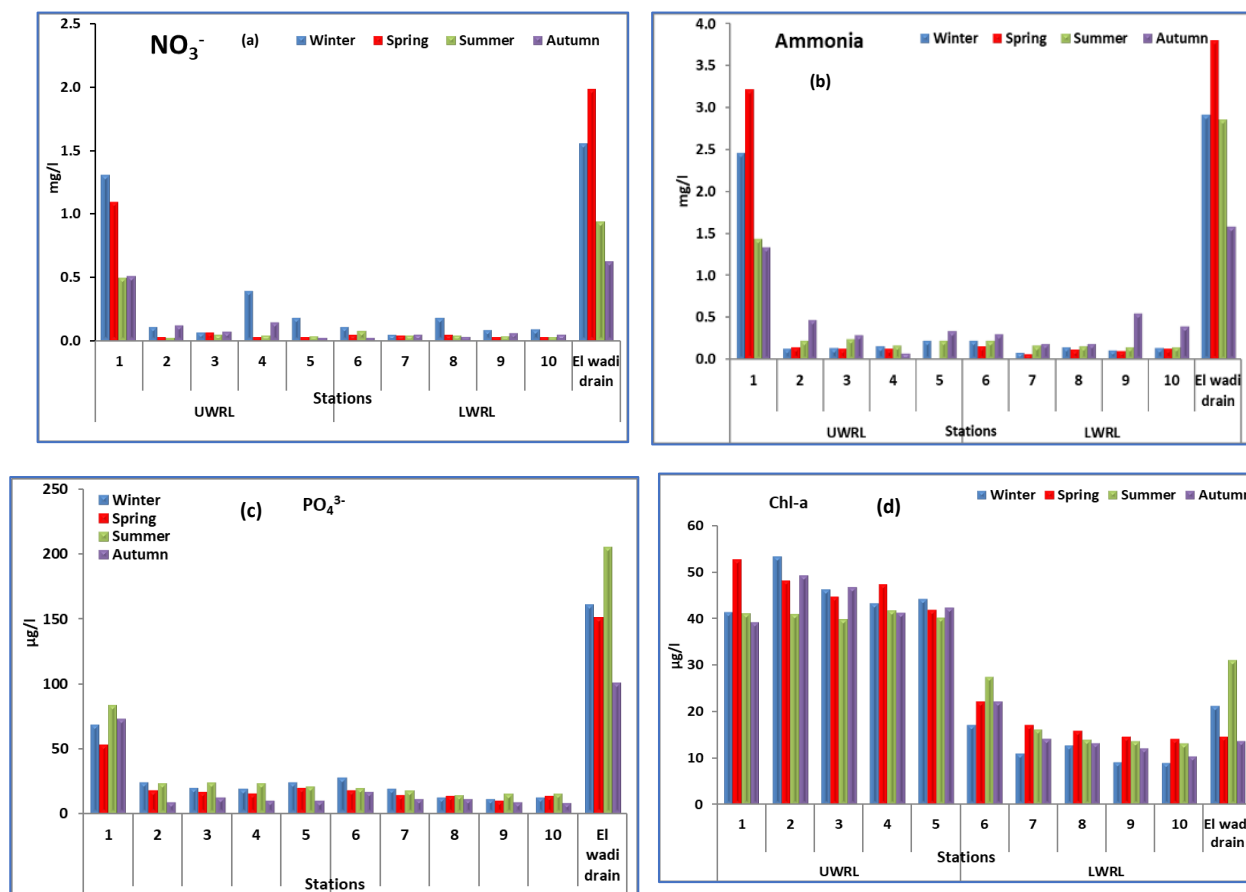 NO₃⁻ (a) Winter Spring Summer Autumn
2.5
2.0
1.5
1.0
0.5
0.0
mg/l
1 2 3 4 5 6 7 8 9 10 El wadi
drain
Stations
UWRL LWRL
Ammonia Winter Spring Summer Autumn
(b)
4.0
3.5
3.0
2.5
2.0
1.5
1.0
0.5
0.0
mg/l
1 2 3 4 5 6 7 8 9 10 El wadi
drain
UWRL Stations LWRL
(c) PO₄³⁻
Winter
Spring
Summer
Autumn
250
200
150
100
50
0
µg/l
1 2 3 4 5 6 7 8 9 10 El
wadi
drain
Stations
Chl-a (d) Winter Spring Summer Autumn
60
50
40
30
20
10
0
µg/l
1 2 3 4 5 6 7 8 9 10 El wadi
drain
Stations
UWRL LWRL